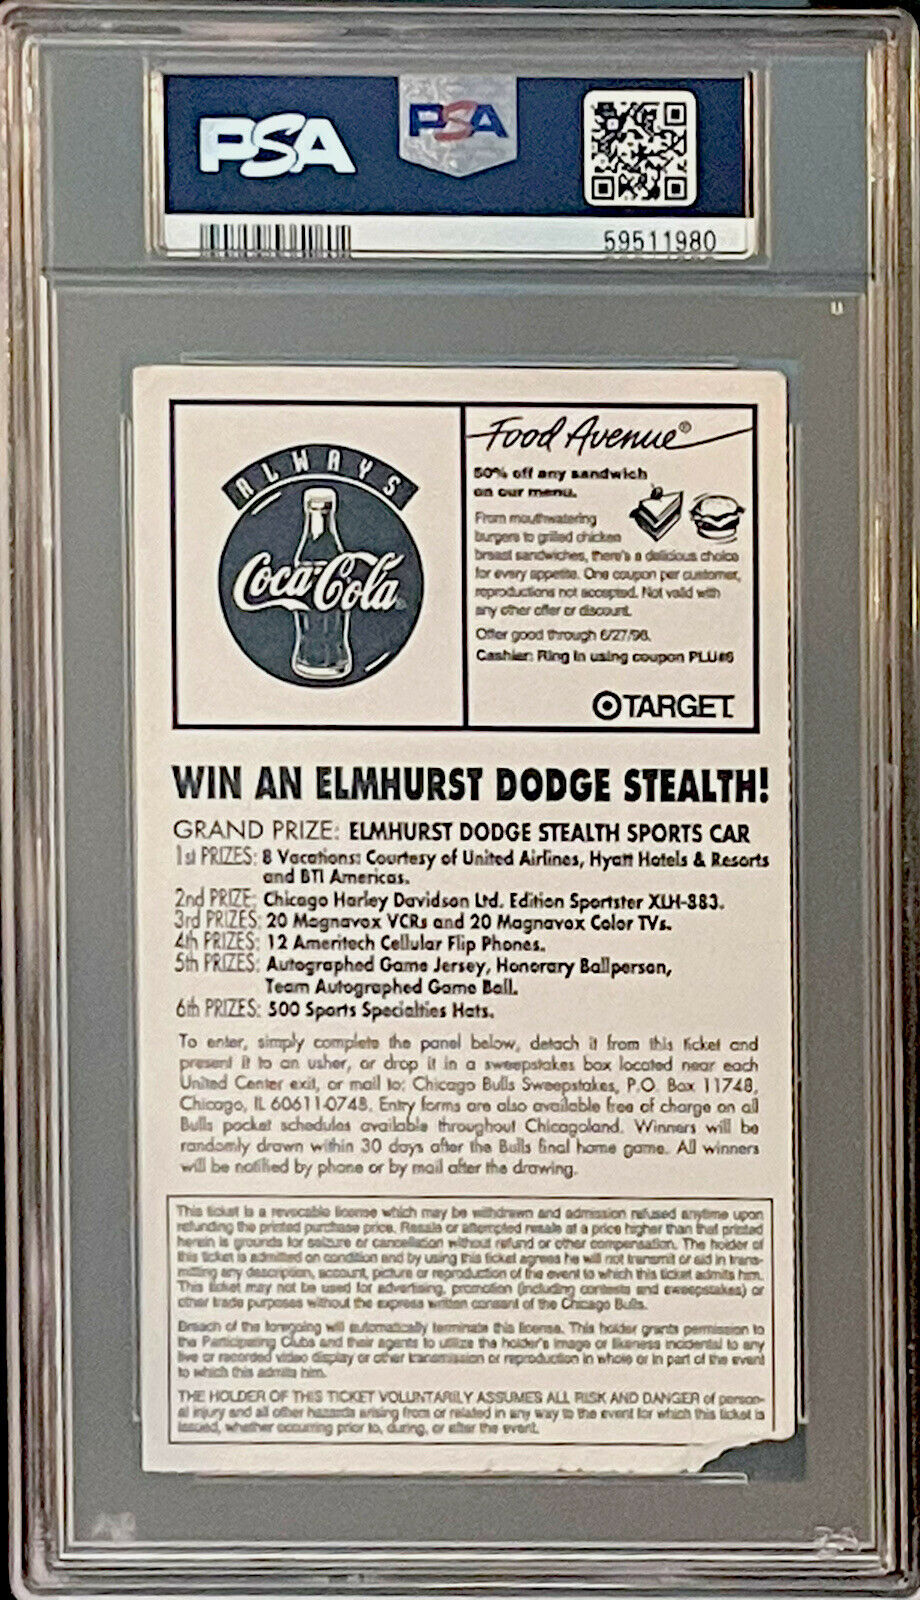 PSA
PSA
59511980
ALWAYS
Coca-Cola
Food Avenue®
50% off any sandwich
on our menu.
From mouthwatering
burgers to grilled chicken
breast sandwiches, there's a delicious choice
for every appetite. One coupon per customer,
reproductions not accepted. Not valid with
any other offer or discount.
Offer good through 6/27/98.
Cashier: Ring in using coupon PLU#6
TARGET
WIN AN ELMHURST DODGE STEALTH!
GRAND PRIZE: ELMHURST DODGE STEALTH SPORTS CAR
1st PRIZES: 8 Vacations: Courtesy of United Airlines, Hyatt Hotels & Resorts
and BTI Americas.
2nd PRIZE: Chicago Harley Davidson Ltd. Edition Sportster XLH-883.
3rd PRIZES: 20 Magnavox VCRs and 20 Magnavox Color TVs.
4th PRIZES: 12 Ameritech Cellular Flip Phones.
5th PRIZES: Autographed Game Jersey, Honorary Ballperson,
Team Autographed Game Ball.
6th PRIZES: 500 Sports Specialties Hats.
To enter, simply complete the panel below, detach it from this ticket and
present it to an usher, or drop it in a sweepstakes box located near each
United Center exit, or mail to: Chicago Bulls Sweepstakes, P.O. Box 11748,
Chicago, IL 60611-0748. Entry forms are also available free of charge on all
Bulls pocket schedules available throughout Chicagoland. Winners will be
randomly drawn within 30 days after the Bulls final home game. All winners
will be notified by phone or by mail after the drawing.
This ticket is a revocable license which may be withdrawn and admission refused anytime upon
refunding the printed purchase price. Resale or attempted resale at a price higher than that printed
herein is grounds for seizure or cancellation without refund or other compensation. The holder of
this ticket is admitted on condition and by using this ticket agrees he will not transmit or aid in trans-
mitting any description, account, picture or reproduction of the event to which this ticket admits him.
This ticket may not be used for advertising, promotion (including contests and sweepstakes) or
other trade purposes without the express written consent of the Chicago Bulls.
Breach of the foregoing will automatically terminate this license. This holder grants permission to
the Participating Clubs and their agents to utilize the holder's image or likeness incidental to any
live or recorded video display or other transmission or reproduction in whole or in part of the event
to which this admits him.
THE HOLDER OF THIS TICKET VOLUNTARILY ASSUMES ALL RISK AND DANGER of person-
al injury and all other hazards arising from or related in any way to the event for which this ticket is
issued, whether occurring prior to, during, or after the event.